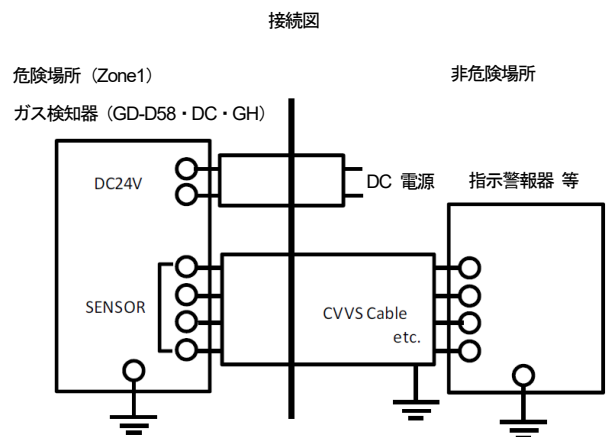 接続図
危険場所（Zone1）
非危険場所
ガス検知器（GD-D58・DC・GH）
DC24V
DC 電源
指示警報器 等
SENSOR
CVVS Cable
etc.